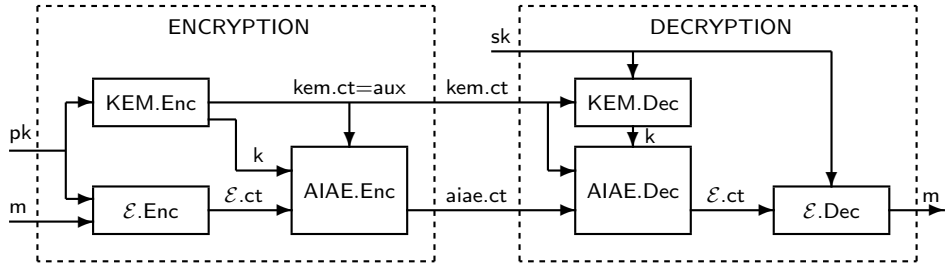 ENCRYPTION
DECRYPTION
sk
KEM.Enc
kem.ct=aux
kem.ct
KEM.Dec
pk
k
k
AIAE.Enc
AIAE.Dec
m
ℰ.Enc
ℰ.ct
aiae.ct
ℰ.ct
ℰ.Dec
m